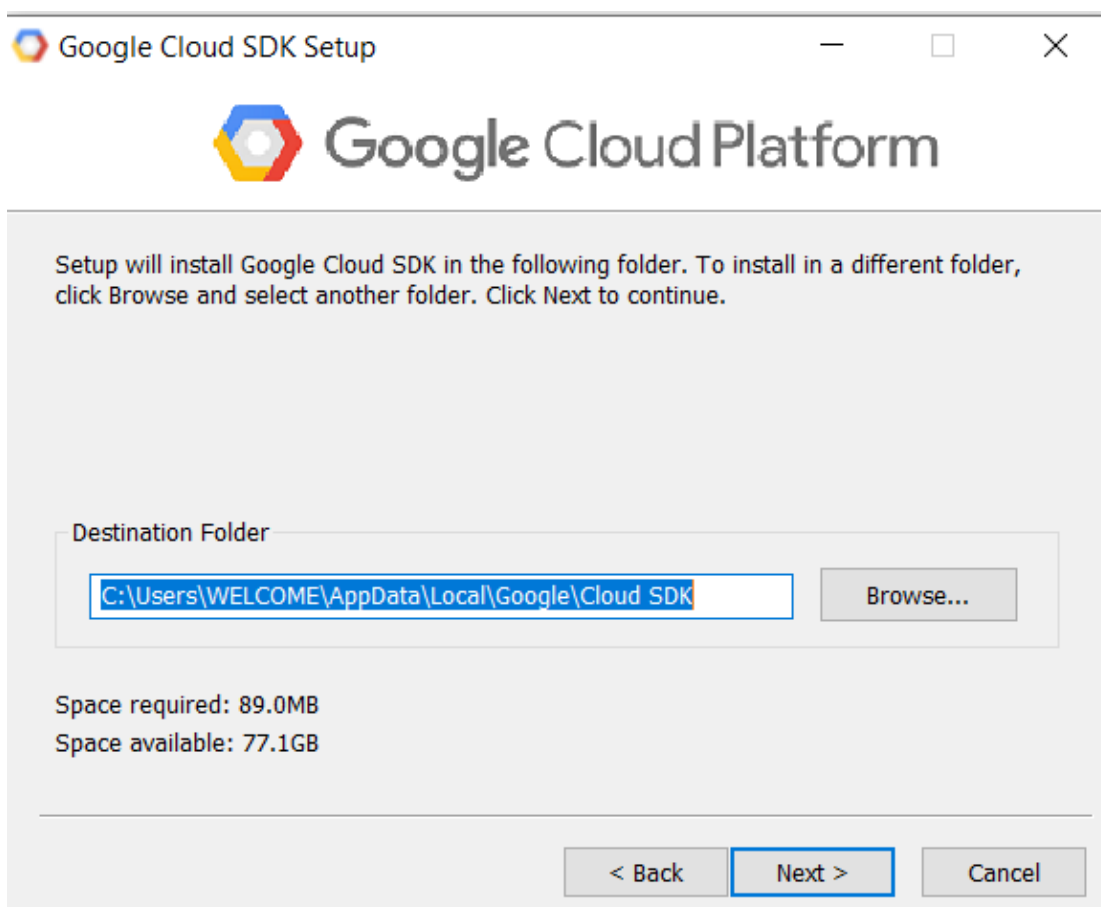 Google Cloud SDK Setup
Google Cloud Platform
Setup will install Google Cloud SDK in the following folder. To install in a different folder,
click Browse and select another folder. Click Next to continue.
Destination Folder
C:\Users\WELCOME\AppData\Local\Google\Cloud SDK
Browse...
Space required: 89.0MB
Space available: 77.1GB
< Back Next > Cancel